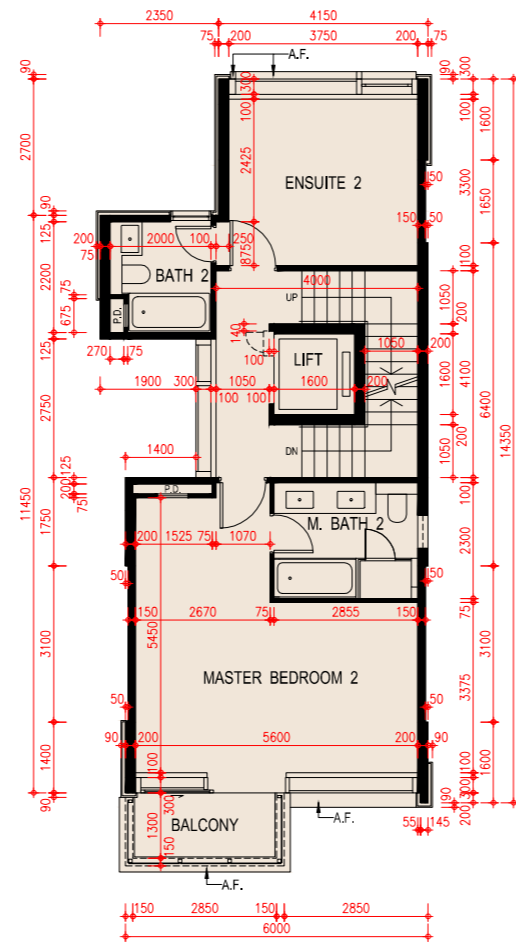 2350 4150
75 200 3750 200 75
A.F.
90 300 90 300
100 100
2700 2425 1600
ENSUITE 2
3300
50
1650
150 50
90
125
200 2000 100 250
75
875
100
BATH 2
4000
2200
UP
1050
75
675
P.D.
140
200
LIFT
1050 200
100
125
270 75
1600
4100
6400
14350
1900 300 1050 1600 200
100 100
2750
1400
DN
1050
200
11450
125
200
75
P.D.
100
1750
M. BATH 2
200 1525 75 1070
2300
50 50
150 2670 75 2855 150
75
5450
3100 3100
MASTER BEDROOM 2
3375
50 50
90 200 5600 200 90
1400
100 100
1600
90 300 90 300
200
1300
BALCONY
A.F.
55 145
150
A.F.
150 2850 150 2850
6000